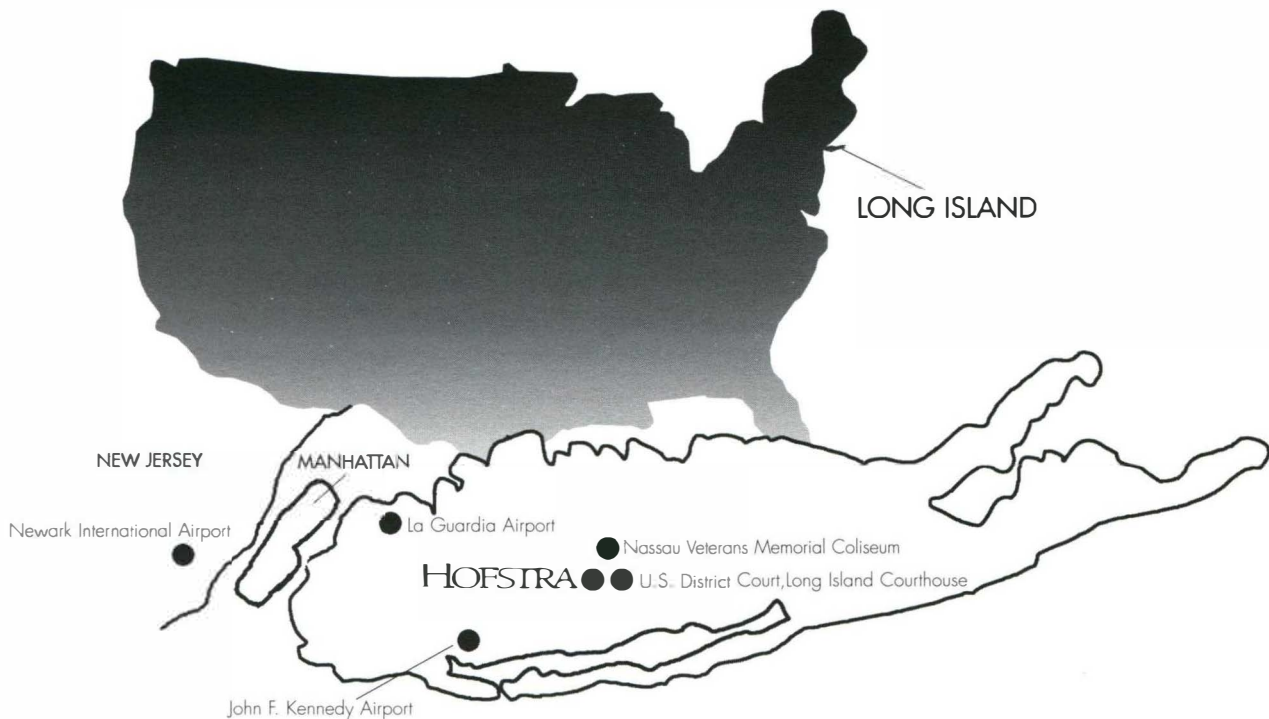 LONG ISLAND
NEW JERSEY
MANHATTAN
Newark International Airport
La Guardia Airport
Nassau Veterans Memorial Coliseum
HOFSTRA
U.S. District Court, Long Island Courthouse
John F. Kennedy Airport